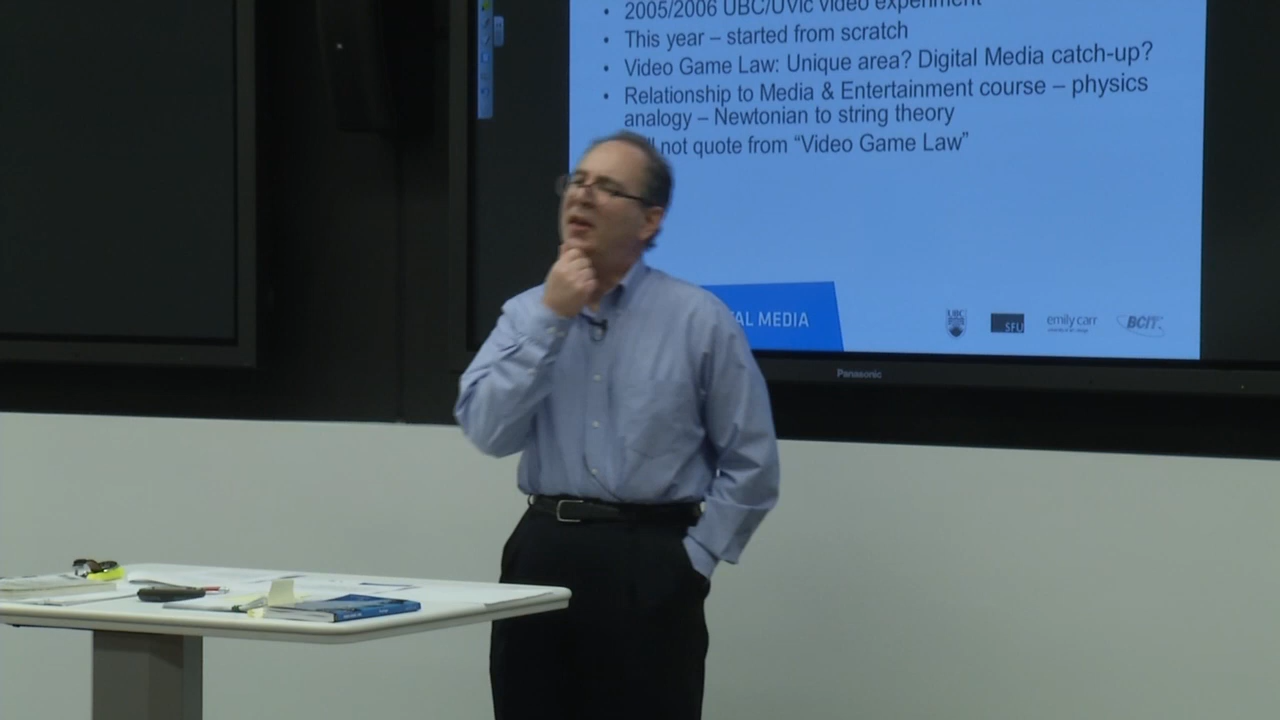 • 2005/2006 UBC/UVic video experiment
• This year – started from scratch
• Video Game Law: Unique area? Digital Media catch-up?
• Relationship to Media & Entertainment course – physics
analogy – Newtonian to string theory
not quote from “Video Game Law”
AL MEDIA
UBC
SFU
emily carr
BCIT
Panasonic